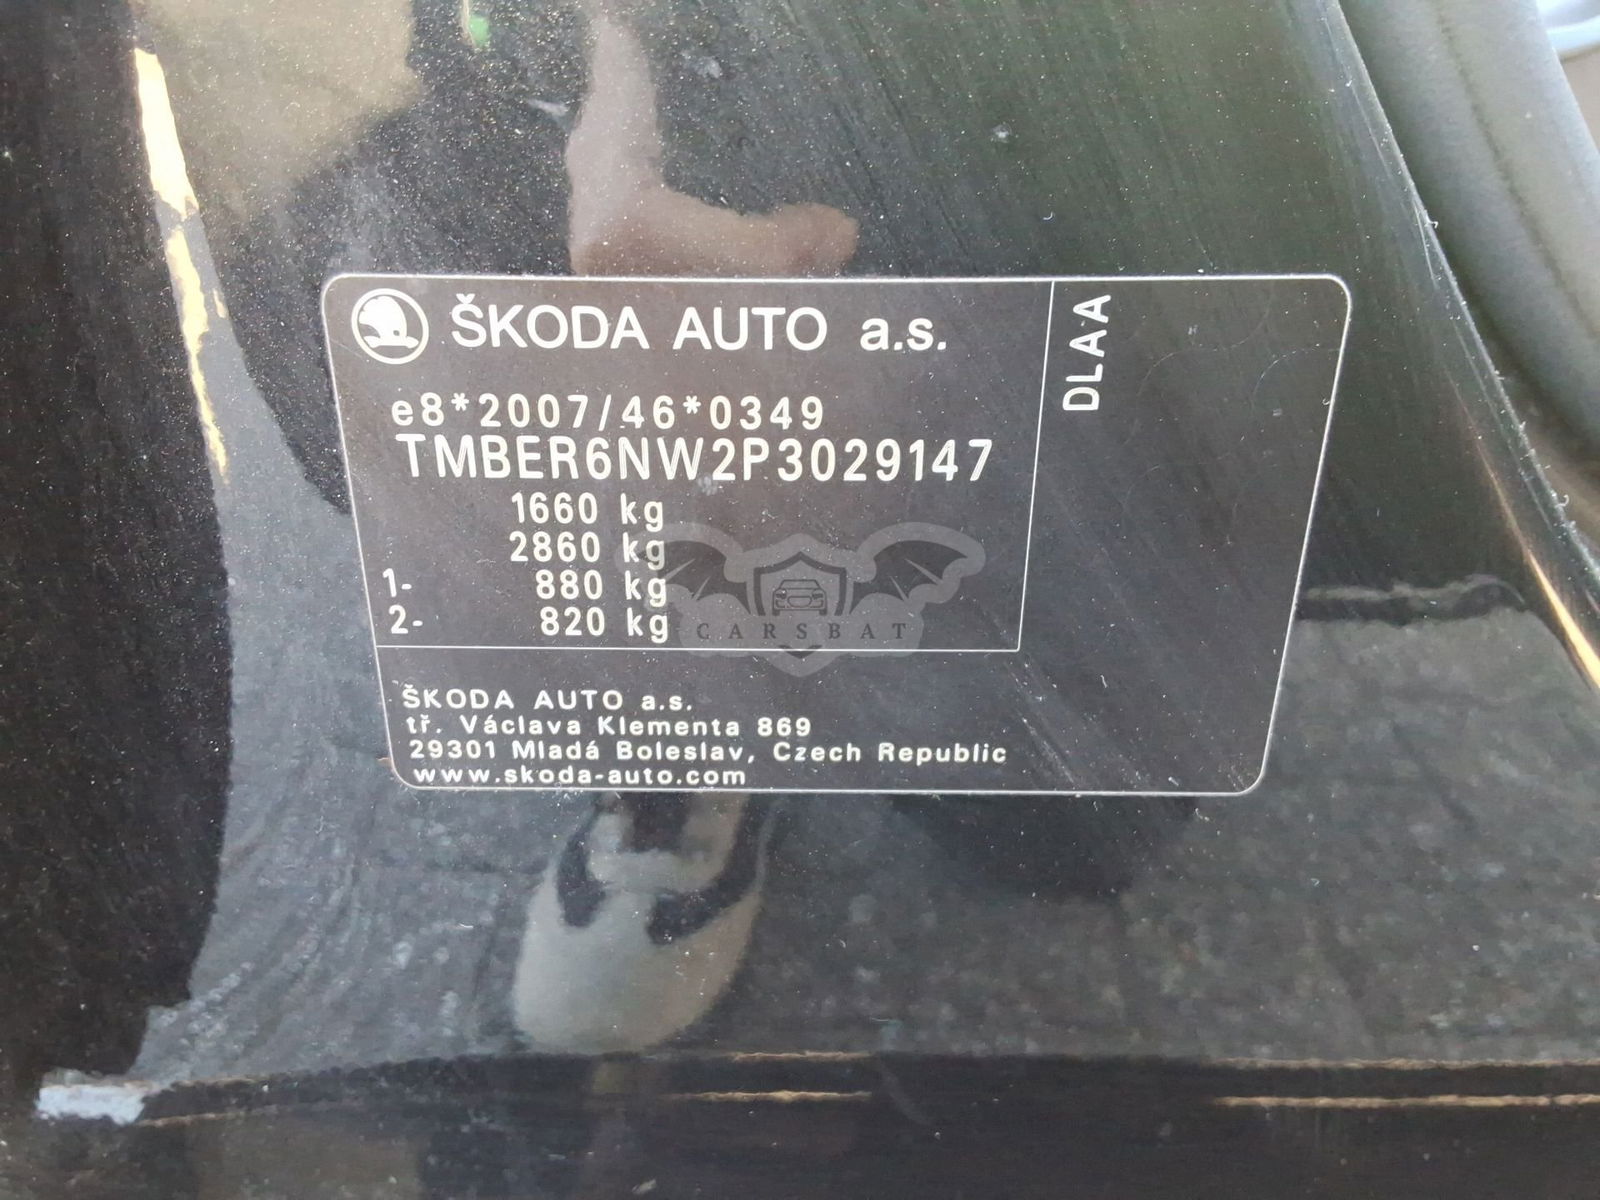 ŠKODA AUTO a.s.
DLAA
e8*2007/46*0349
TMBER6NW2P3029147
1660 kg
2860 kg
1- 880 kg
2- 820 kg
CARSBAT
ŠKODA AUTO a.s.
tř. Václava Klementa 869
29301 Mladá Boleslav, Czech Republic
www.skoda-auto.com